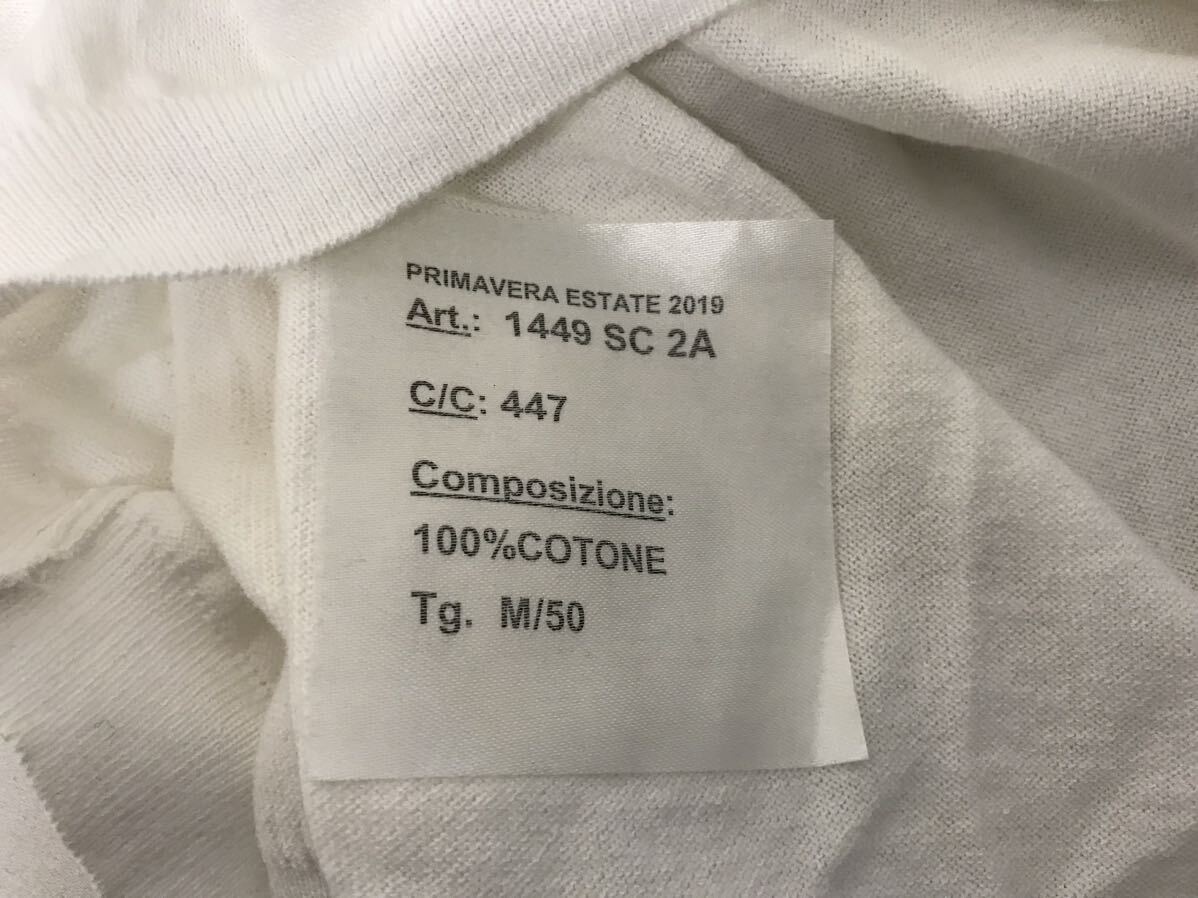 PRIMAVERA ESTATE 2019
Art.: 1449 SC 2A
C/C: 447
Composizione:
100%COTONE
Tg. M/50